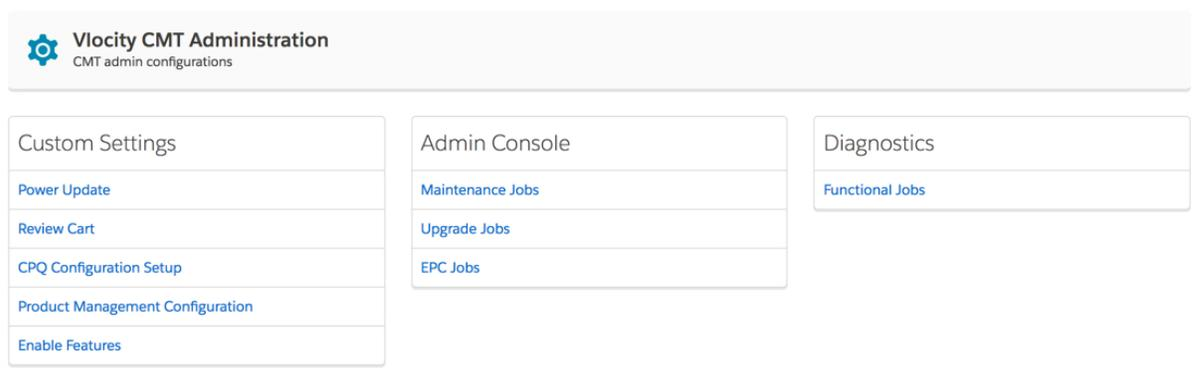 Vlocity CMT Administration
CMT admin configurations
Custom Settings
Power Update
Review Cart
CPQ Configuration Setup
Product Management Configuration
Enable Features
Admin Console
Maintenance Jobs
Upgrade Jobs
EPC Jobs
Diagnostics
Functional Jobs